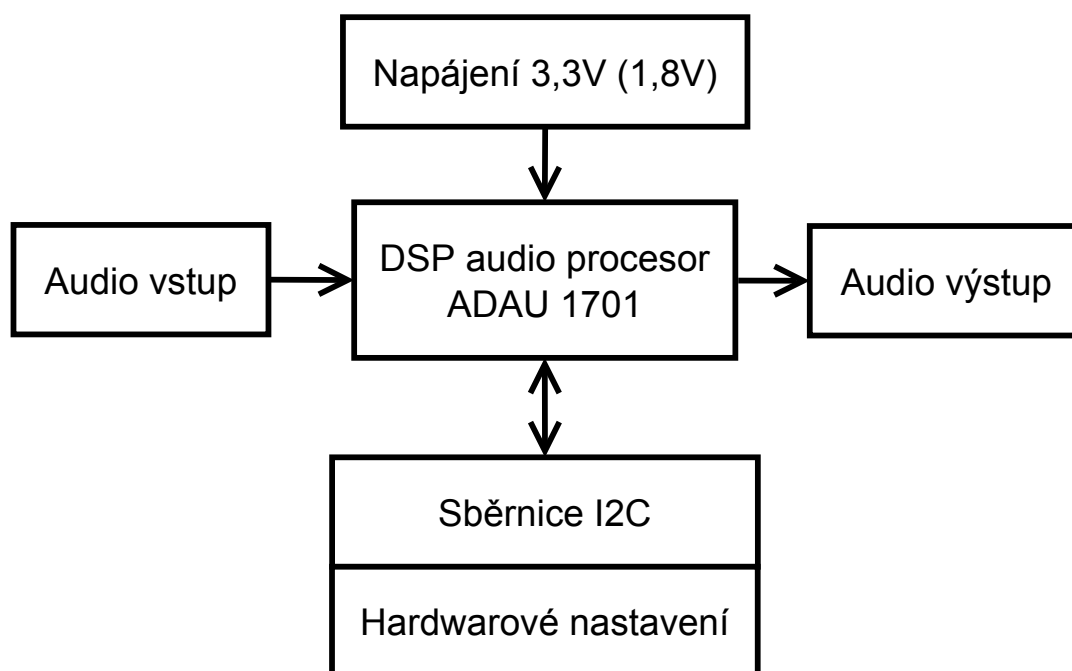 Napájení 3,3V (1,8V)
Audio vstup
DSP audio procesor
ADAU 1701
Audio výstup
Sběrnice I2C
Hardwarové nastavení